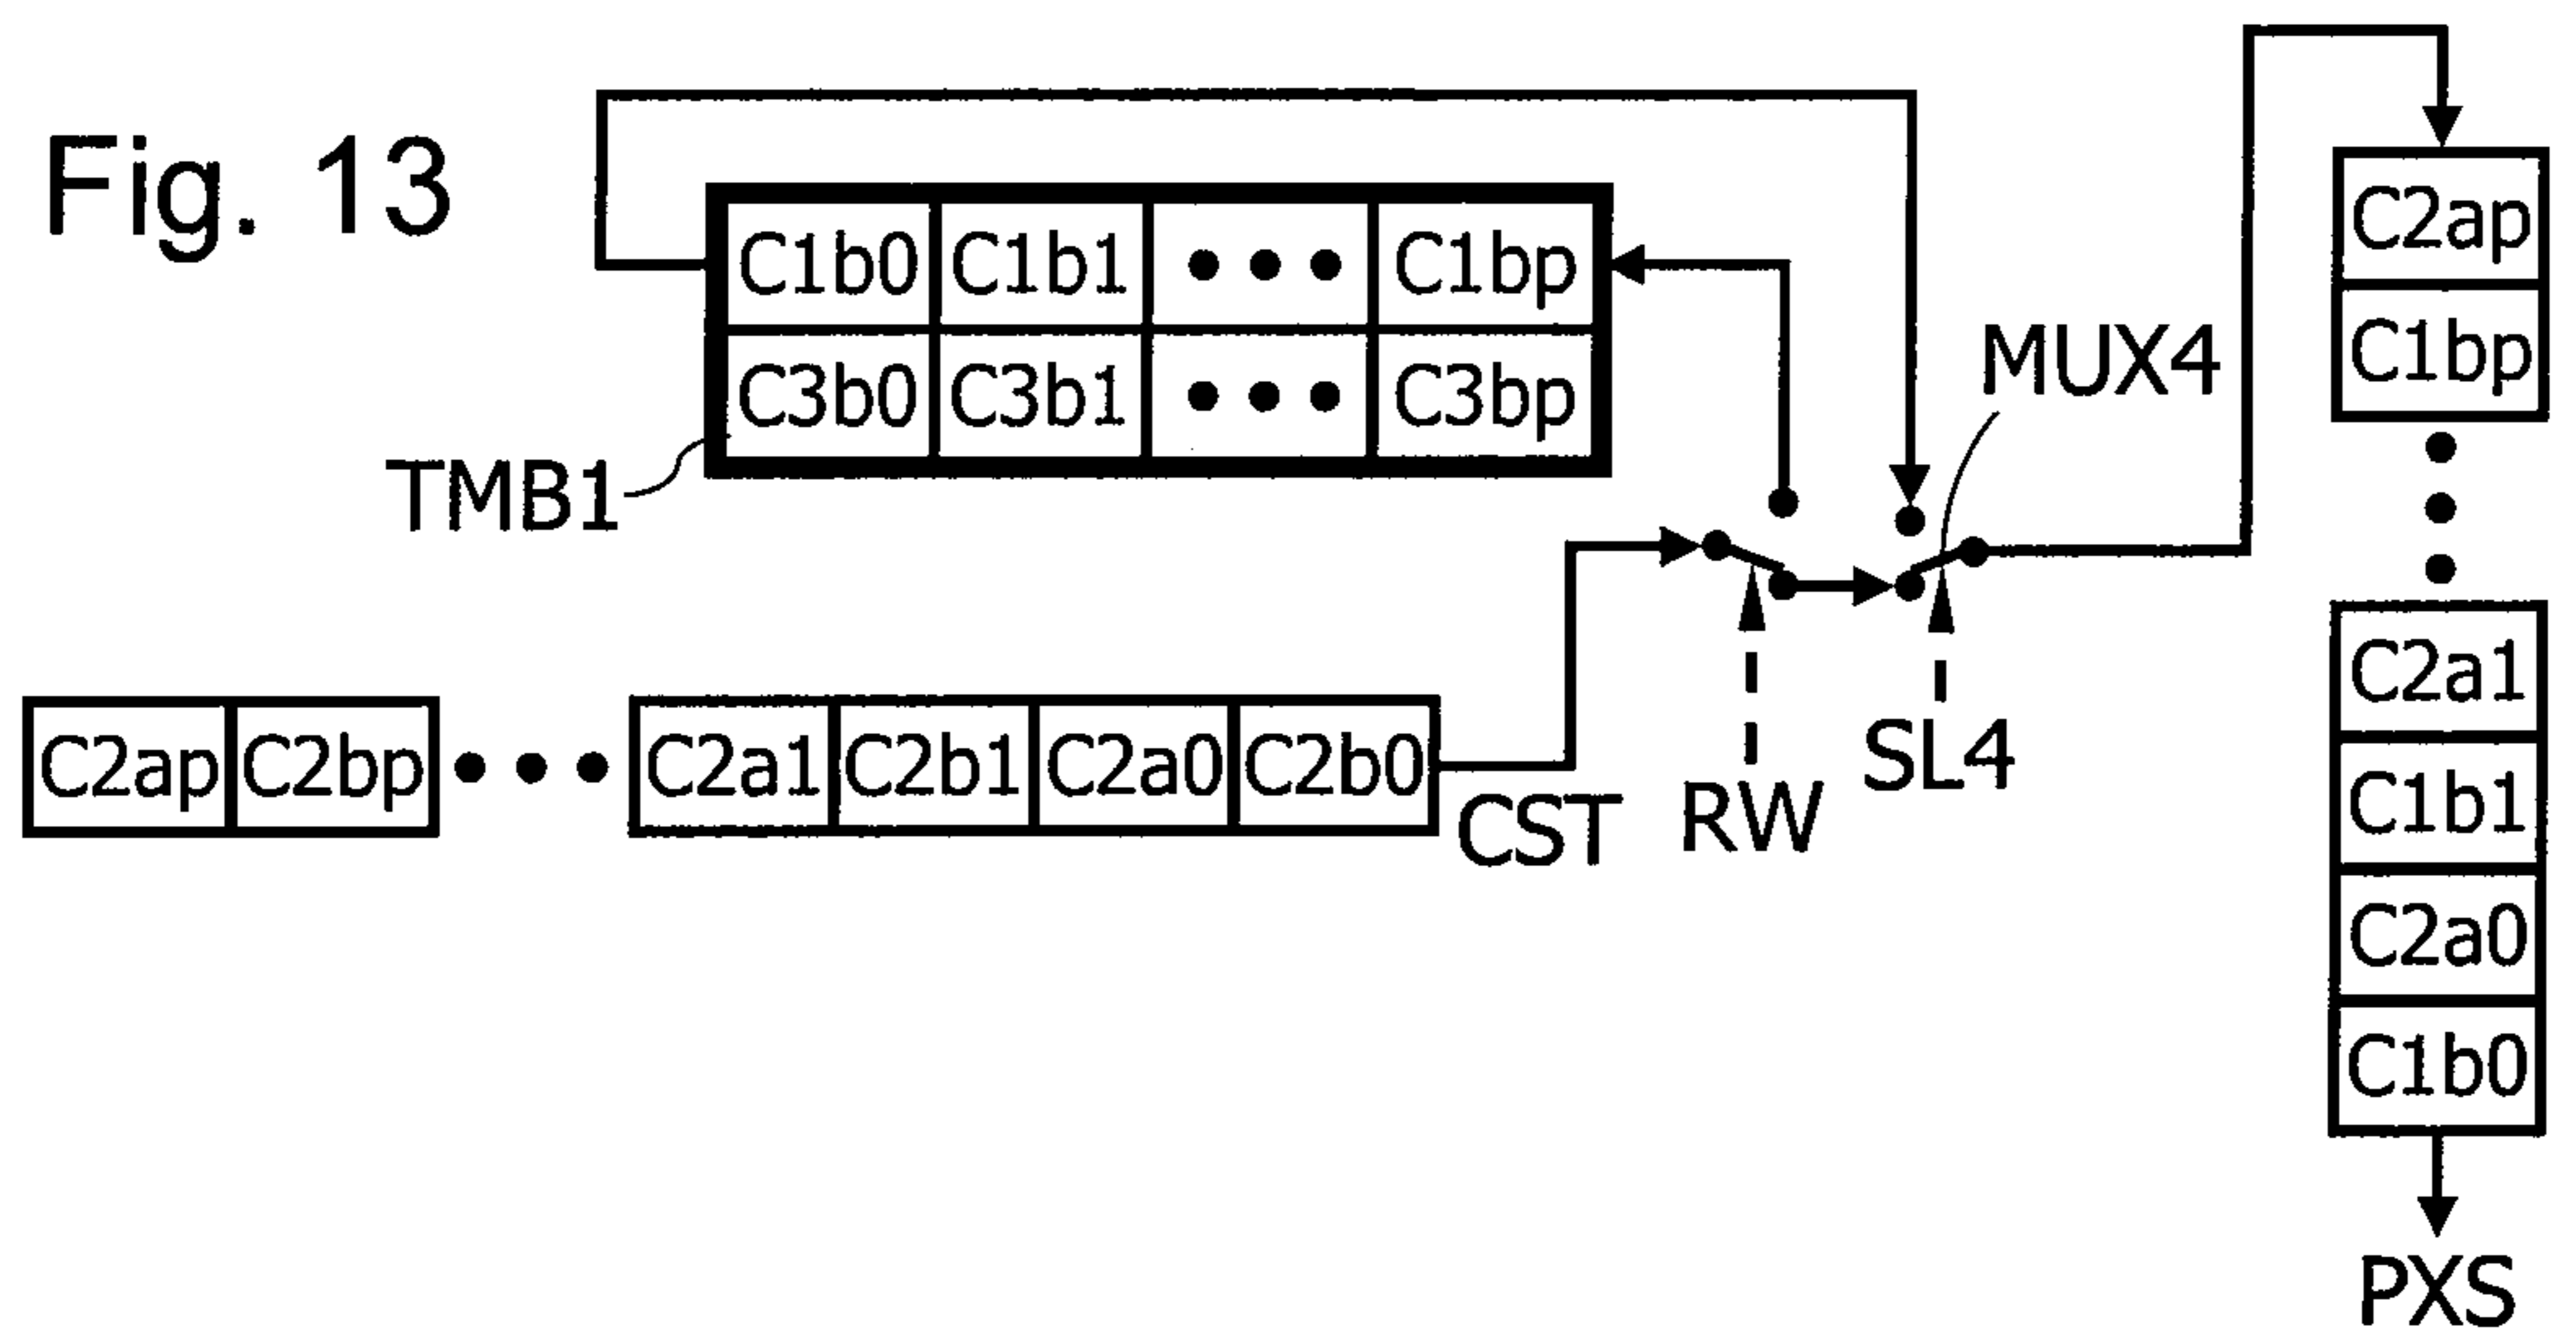 Fig. 13
C1b0 C1b1 • • • C1bp
C3b0 C3b1 • • • C3bp
TMB1
MUX4
C2ap C2bp • • • C2a1 C2b1 C2a0 C2b0
CST
RW
SL4
C2ap
C1bp
C2a1
C1b1
C2a0
C1b0
PXS